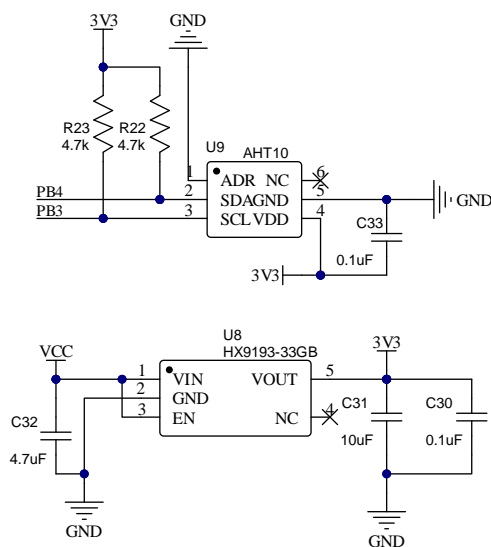 3V3
GND
R23
4.7k
R22
4.7k
U9
AHT10
1
ADR
NC
6
PB4
2
SDA
GND
5
GND
PB3
3
SCL
VDD
4
C33
0.1uF
3V3
U8
HX9193-33GB
VCC
3V3
1
VIN
VOUT
5
2
GND
3
EN
NC
4
C32
4.7uF
C31
10uF
C30
0.1uF
GND
GND